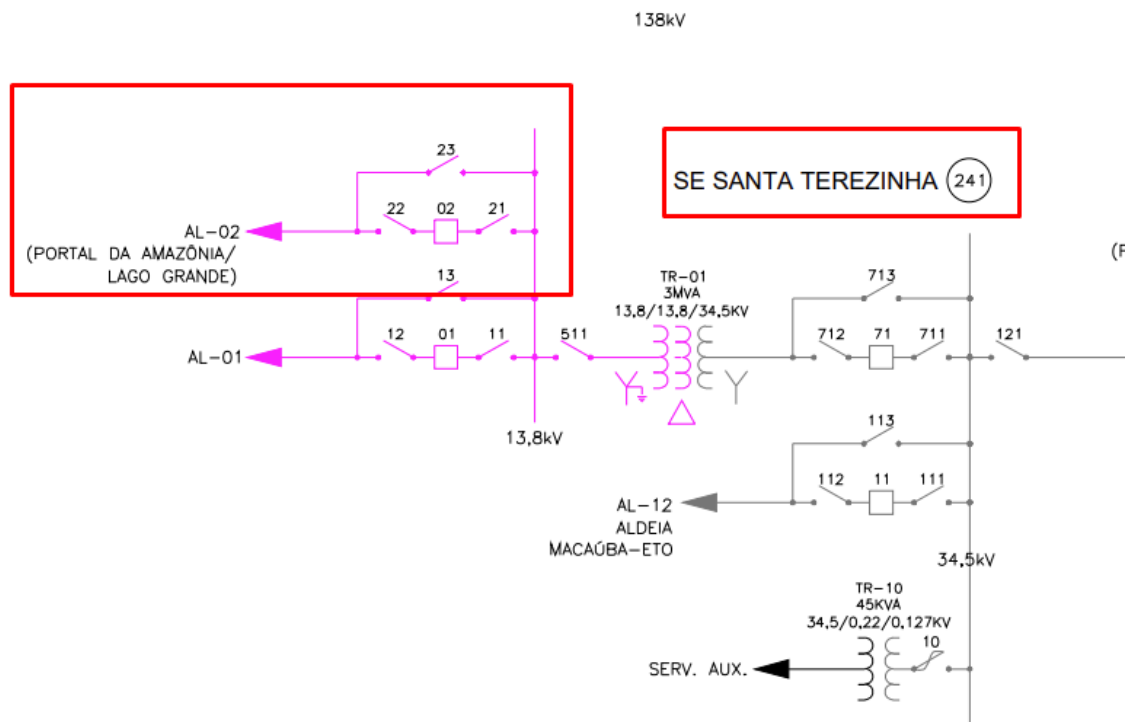 138kV
SE SANTA TEREZINHA 241
23
22 02 21
AL-02
(PORTAL DA AMAZÔNIA/
LAGO GRANDE)
13
12 01 11
AL-01
511
13,8kV
TR-01
3MVA
13,8/13,8/34,5KV
713
712 71 711
121
113
112 11 111
AL-12
ALDEIA
MACAÚBA-ETO
34,5kV
TR-10
45KVA
34,5/0,22/0,127KV
10
SERV. AUX.